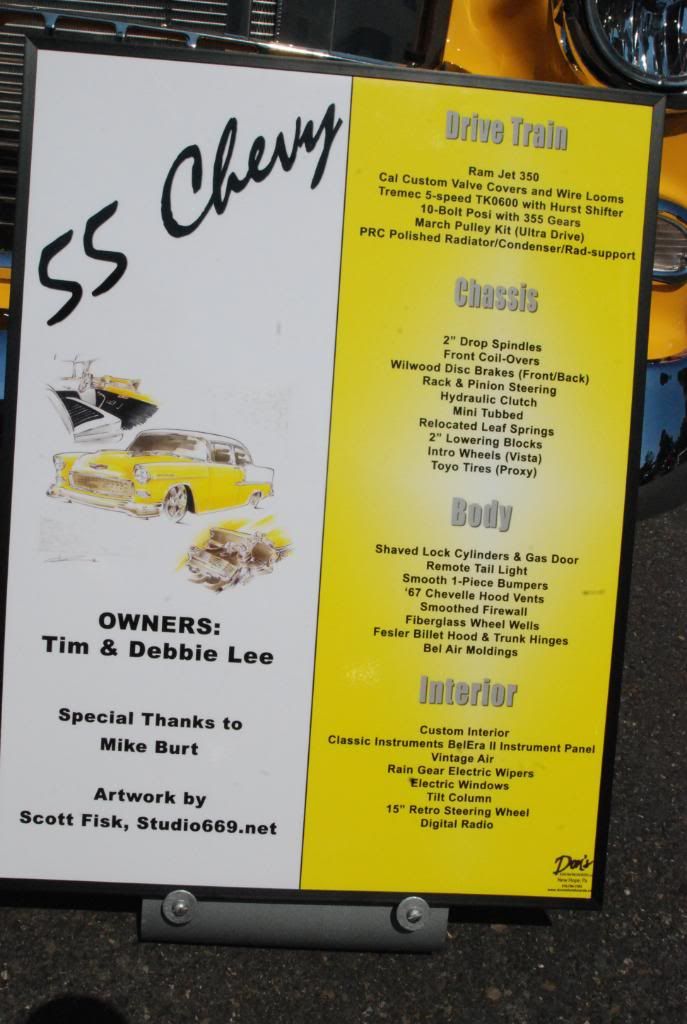 55 Chevy
OWNERS:
Tim & Debbie Lee
Special Thanks to
Mike Burt
Artwork by
Scott Fisk, Studio669.net
Drive Train
Ram Jet 350
Cal Custom Valve Covers and Wire Looms
Tremec 5-speed TK0600 with Hurst Shifter
10-Bolt Posi with 355 Gears
March Pulley Kit (Ultra Drive)
PRC Polished Radiator/Condenser/Rad-support
Chassis
2" Drop Spindles
Front Coil-Overs
Wilwood Disc Brakes (Front/Back)
Rack & Pinion Steering
Hydraulic Clutch
Mini Tubbed
Relocated Leaf Springs
2" Lowering Blocks
Intro Wheels (Vista)
Toyo Tires (Proxy)
Body
Shaved Lock Cylinders & Gas Door
Remote Tail Light
Smooth 1-Piece Bumpers
'67 Chevelle Hood Vents
Smoothed Firewall
Fiberglass Wheel Wells
Fesler Billet Hood & Trunk Hinges
Bel Air Moldings
Interior
Custom Interior
Classic Instruments BelEra II Instrument Panel
Vintage Air
Rain Gear Electric Wipers
Electric Windows
Tilt Column
15" Retro Steering Wheel
Digital Radio
Don's
New Hope, Pa